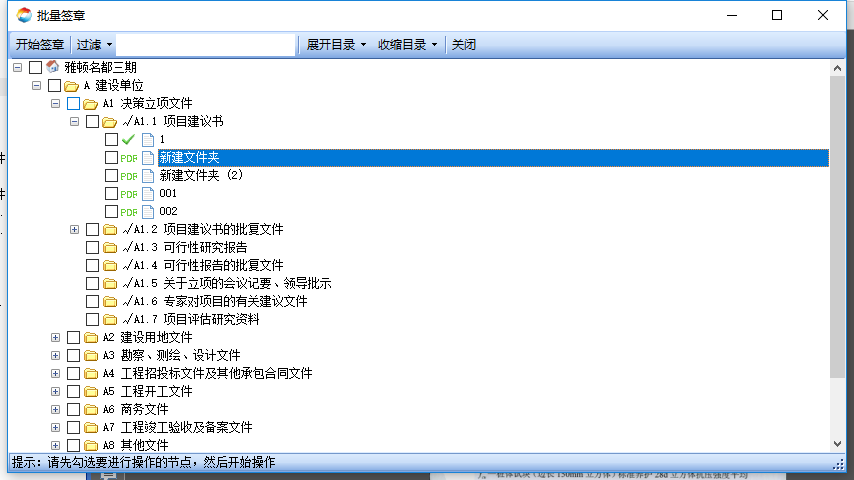 批量签章
开始签章 过滤 展开目录 收缩目录 关闭
雅顿名都三期
A 建设单位
A1 决策立项文件
√A1.1 项目建议书
1
PDF 新建文件夹
PDF 新建文件夹 (2)
PDF 001
PDF 002
√A1.2 项目建议书的批复文件
√A1.3 可行性研究报告
√A1.4 可行性报告的批复文件
√A1.5 关于立项的会议记要、领导批示
√A1.6 专家对项目的有关建议文件
√A1.7 项目评估研究资料
A2 建设用地文件
A3 勘察、测绘、设计文件
A4 工程招投标文件及其他承包合同文件
A5 工程开工文件
A6 商务文件
A7 工程竣工验收及备案文件
A8 其他文件
提示: 请先勾选要进行操作的节点，然后开始操作